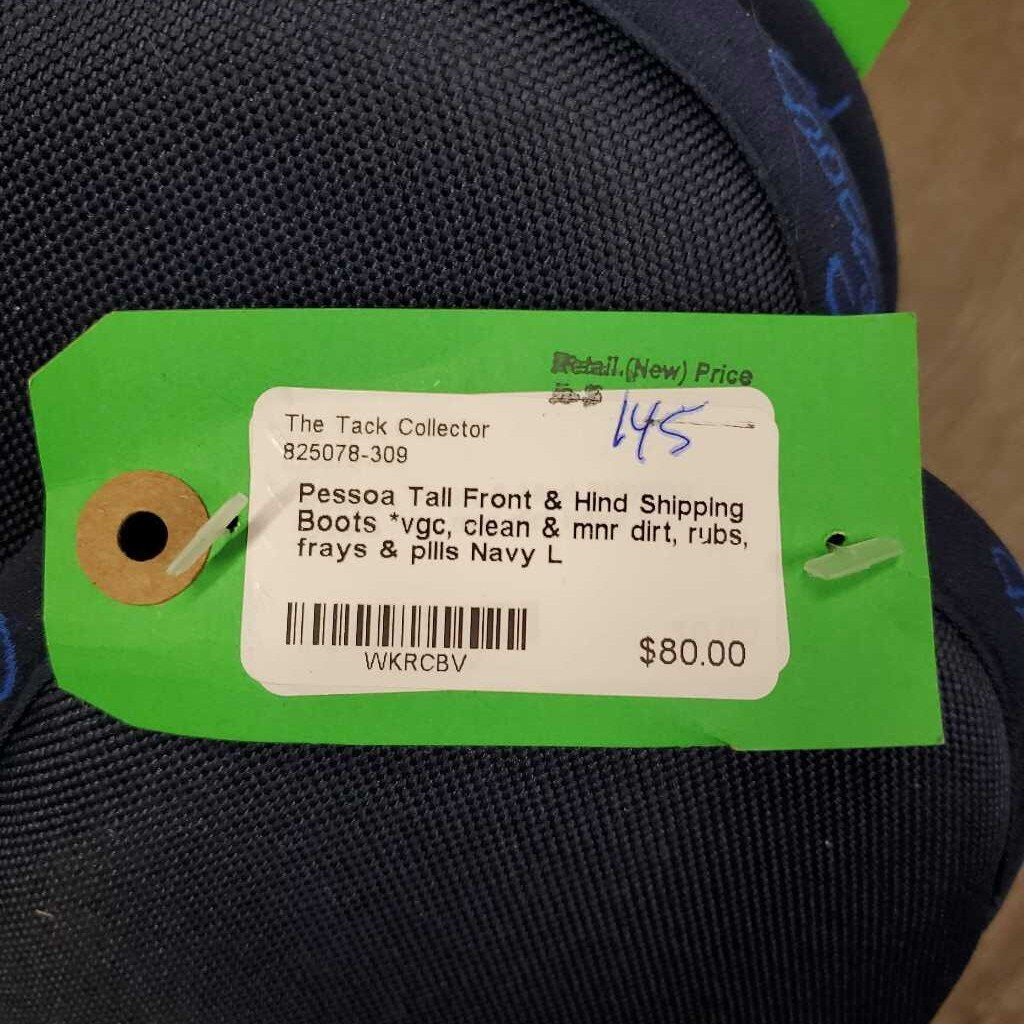 Retail (New) Price
145
The Tack Collector
825078-309
Pessoa Tall Front & Hind Shipping
Boots *vgc, clean & mnr dirt, rubs,
frays & pills Navy L
WKRCBV
$80.00